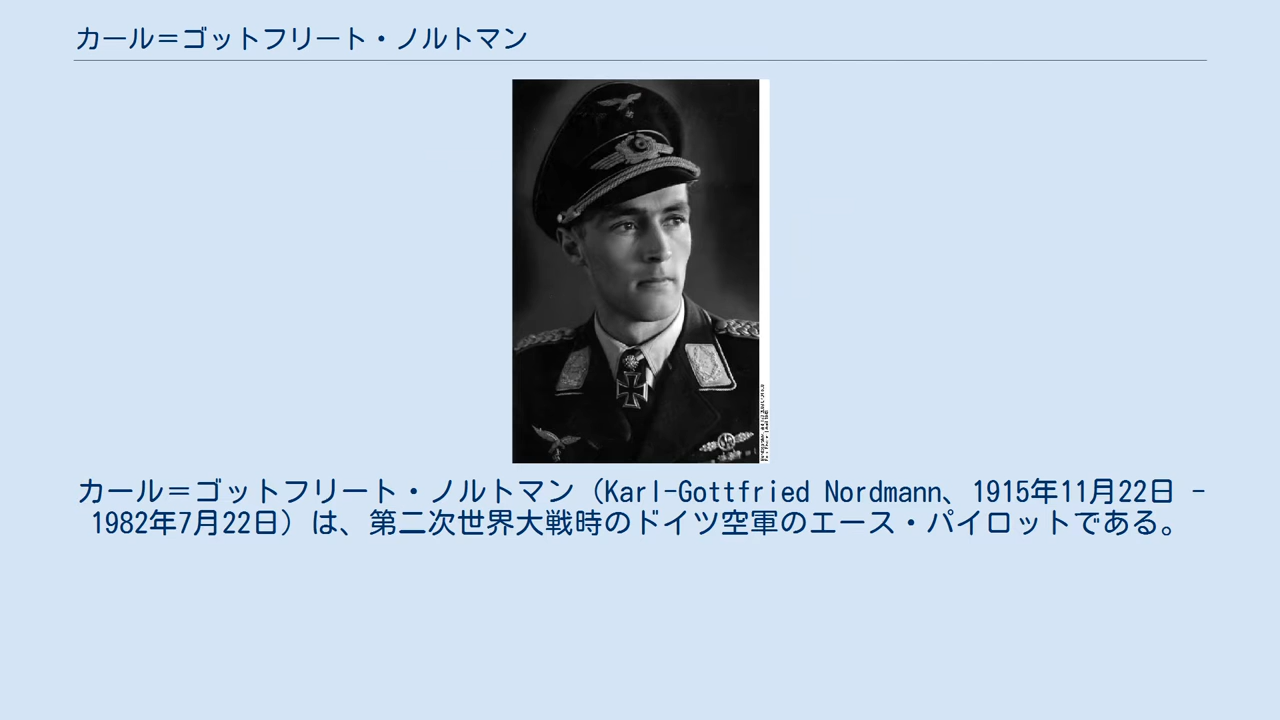 カール＝ゴットフリート・ノルトマン
カール＝ゴットフリート・ノルトマン（Karl-Gottfried Nordmann、1915年11月22日 -
1982年7月22日）は、第二次世界大戦時のドイツ空軍のエース・パイロットである。